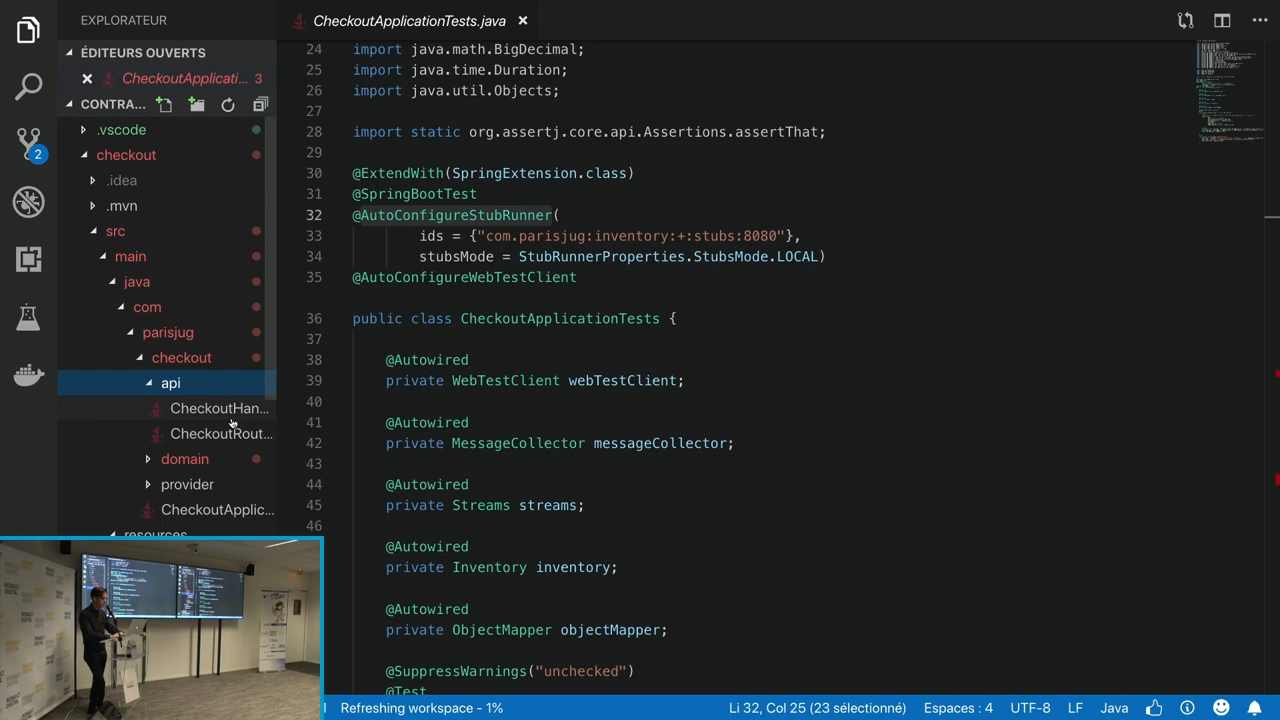 EXPLORATEUR
CheckoutApplicationTests.java
ÉDITEURS OUVERTS
CheckoutApplicati... 3
CONTRA...
.vscode
checkout
.idea
.mvn
src
main
java
com
parisjug
checkout
api
CheckoutHan...
CheckoutRout...
domain
provider
CheckoutApplic...
resources
2
24 import java.math.BigDecimal;
25 import java.time.Duration;
26 import java.util.Objects;
27
28 import static org.assertj.core.api.Assertions.assertThat;
29
30 @ExtendWith(SpringExtension.class)
31 @SpringBootTest
32 @AutoConfigureStubRunner(
33 ids = {"com.parisjug:inventory:+:stubs:8080"},
34 stubsMode = StubRunnerProperties.StubsMode.LOCAL)
35 @AutoConfigureWebTestClient
36 public class CheckoutApplicationTests {
37
38 @Autowired
39 private WebTestClient webTestClient;
40
41 @Autowired
42 private MessageCollector messageCollector;
43
44 @Autowired
45 private Streams streams;
46
@Autowired
private Inventory inventory;
@Autowired
private ObjectMapper objectMapper;
@SuppressWarnings("unchecked")
@Test
Refreshing workspace - 1%
Li 32, Col 25 (23 sélectionné)
Espaces : 4
UTF-8
LF
Java